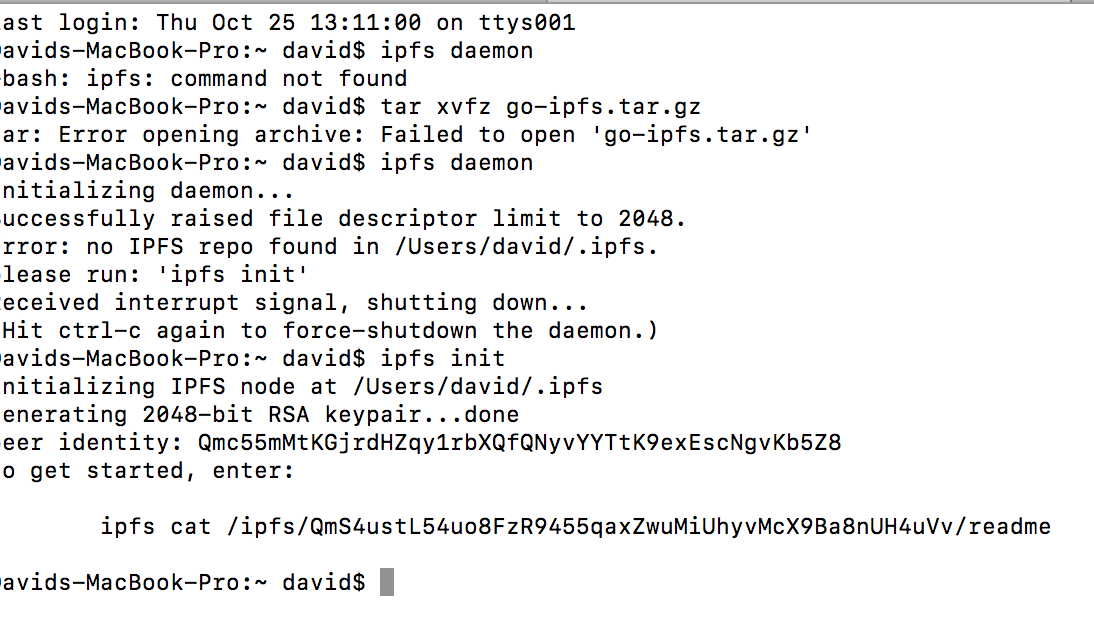 ast login: Thu Oct 25 13:11:00 on ttys001
avids-MacBook-Pro:~ david$ ipfs daemon
bash: ipfs: command not found
avids-MacBook-Pro:~ david$ tar xvfz go-ipfs.tar.gz
ar: Error opening archive: Failed to open 'go-ipfs.tar.gz'
avids-MacBook-Pro:~ david$ ipfs daemon
nitializing daemon...
uccessfully raised file descriptor limit to 2048.
rror: no IPFS repo found in /Users/david/.ipfs.
lease run: 'ipfs init'
eceived interrupt signal, shutting down...
Hit ctrl-c again to force-shutdown the daemon.)
avids-MacBook-Pro:~ david$ ipfs init
nitializing IPFS node at /Users/david/.ipfs
enerating 2048-bit RSA keypair...done
eer identity: Qmc55mMtKGjrdHZqy1rbXQfQNyvYYTtK9exEscNgvKb5Z8
o get started, enter:
ipfs cat /ipfs/QmS4ustL54uo8FzR9455qaxZwuMiUhyvMcX9Ba8nUH4uVv/readme
avids-MacBook-Pro:~ david$